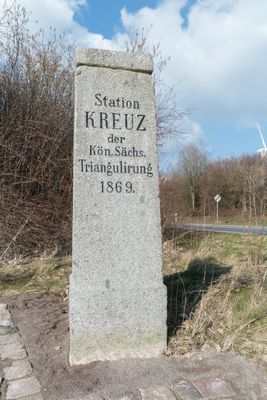 Station
KREUZ
der
Kön. Sächs.
Triangulirung
1869.